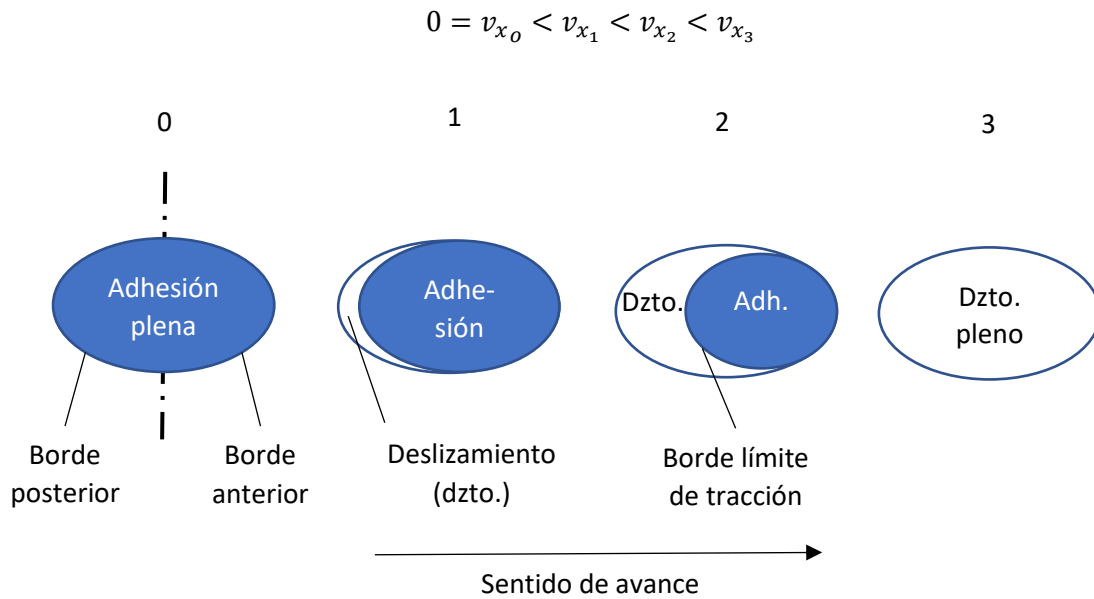 0 = v_{x_o} < v_{x_1} < v_{x_2} < v_{x_3}
0
1
2
3
Adhesión
plena
Adhe-
sión
Dzto.
Adh.
Dzto.
pleno
Borde
posterior
Borde
anterior
Deslizamiento
(dzto.)
Borde límite
de tracción
Sentido de avance